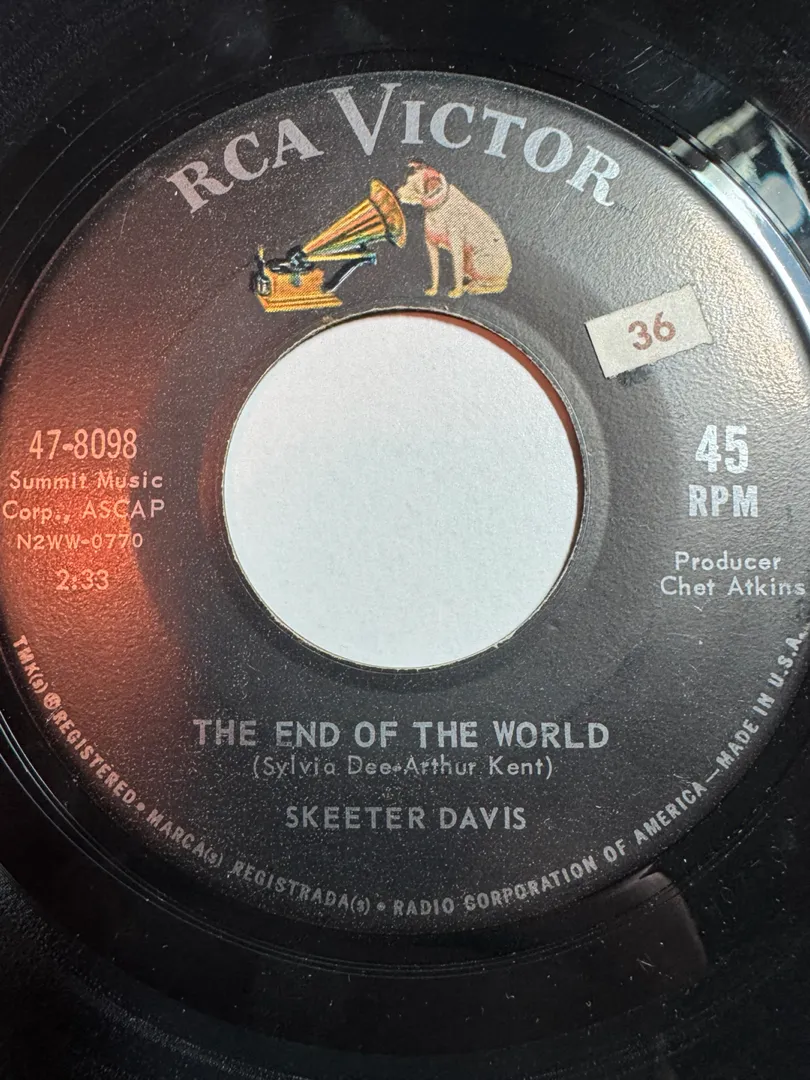 RCA VICTOR
36
47-8098
Summit Music
Corp., ASCAP
N2WW-0770
2:33
45
RPM
Producer
Chet Atkins
THE END OF THE WORLD
(Sylvia Dee-Arthur Kent)
SKEETER DAVIS
TMK(s) ® REGISTERED • MARCA(s) REGISTRADA(s) • RADIO CORPORATION OF AMERICA — MADE IN U.S.A.